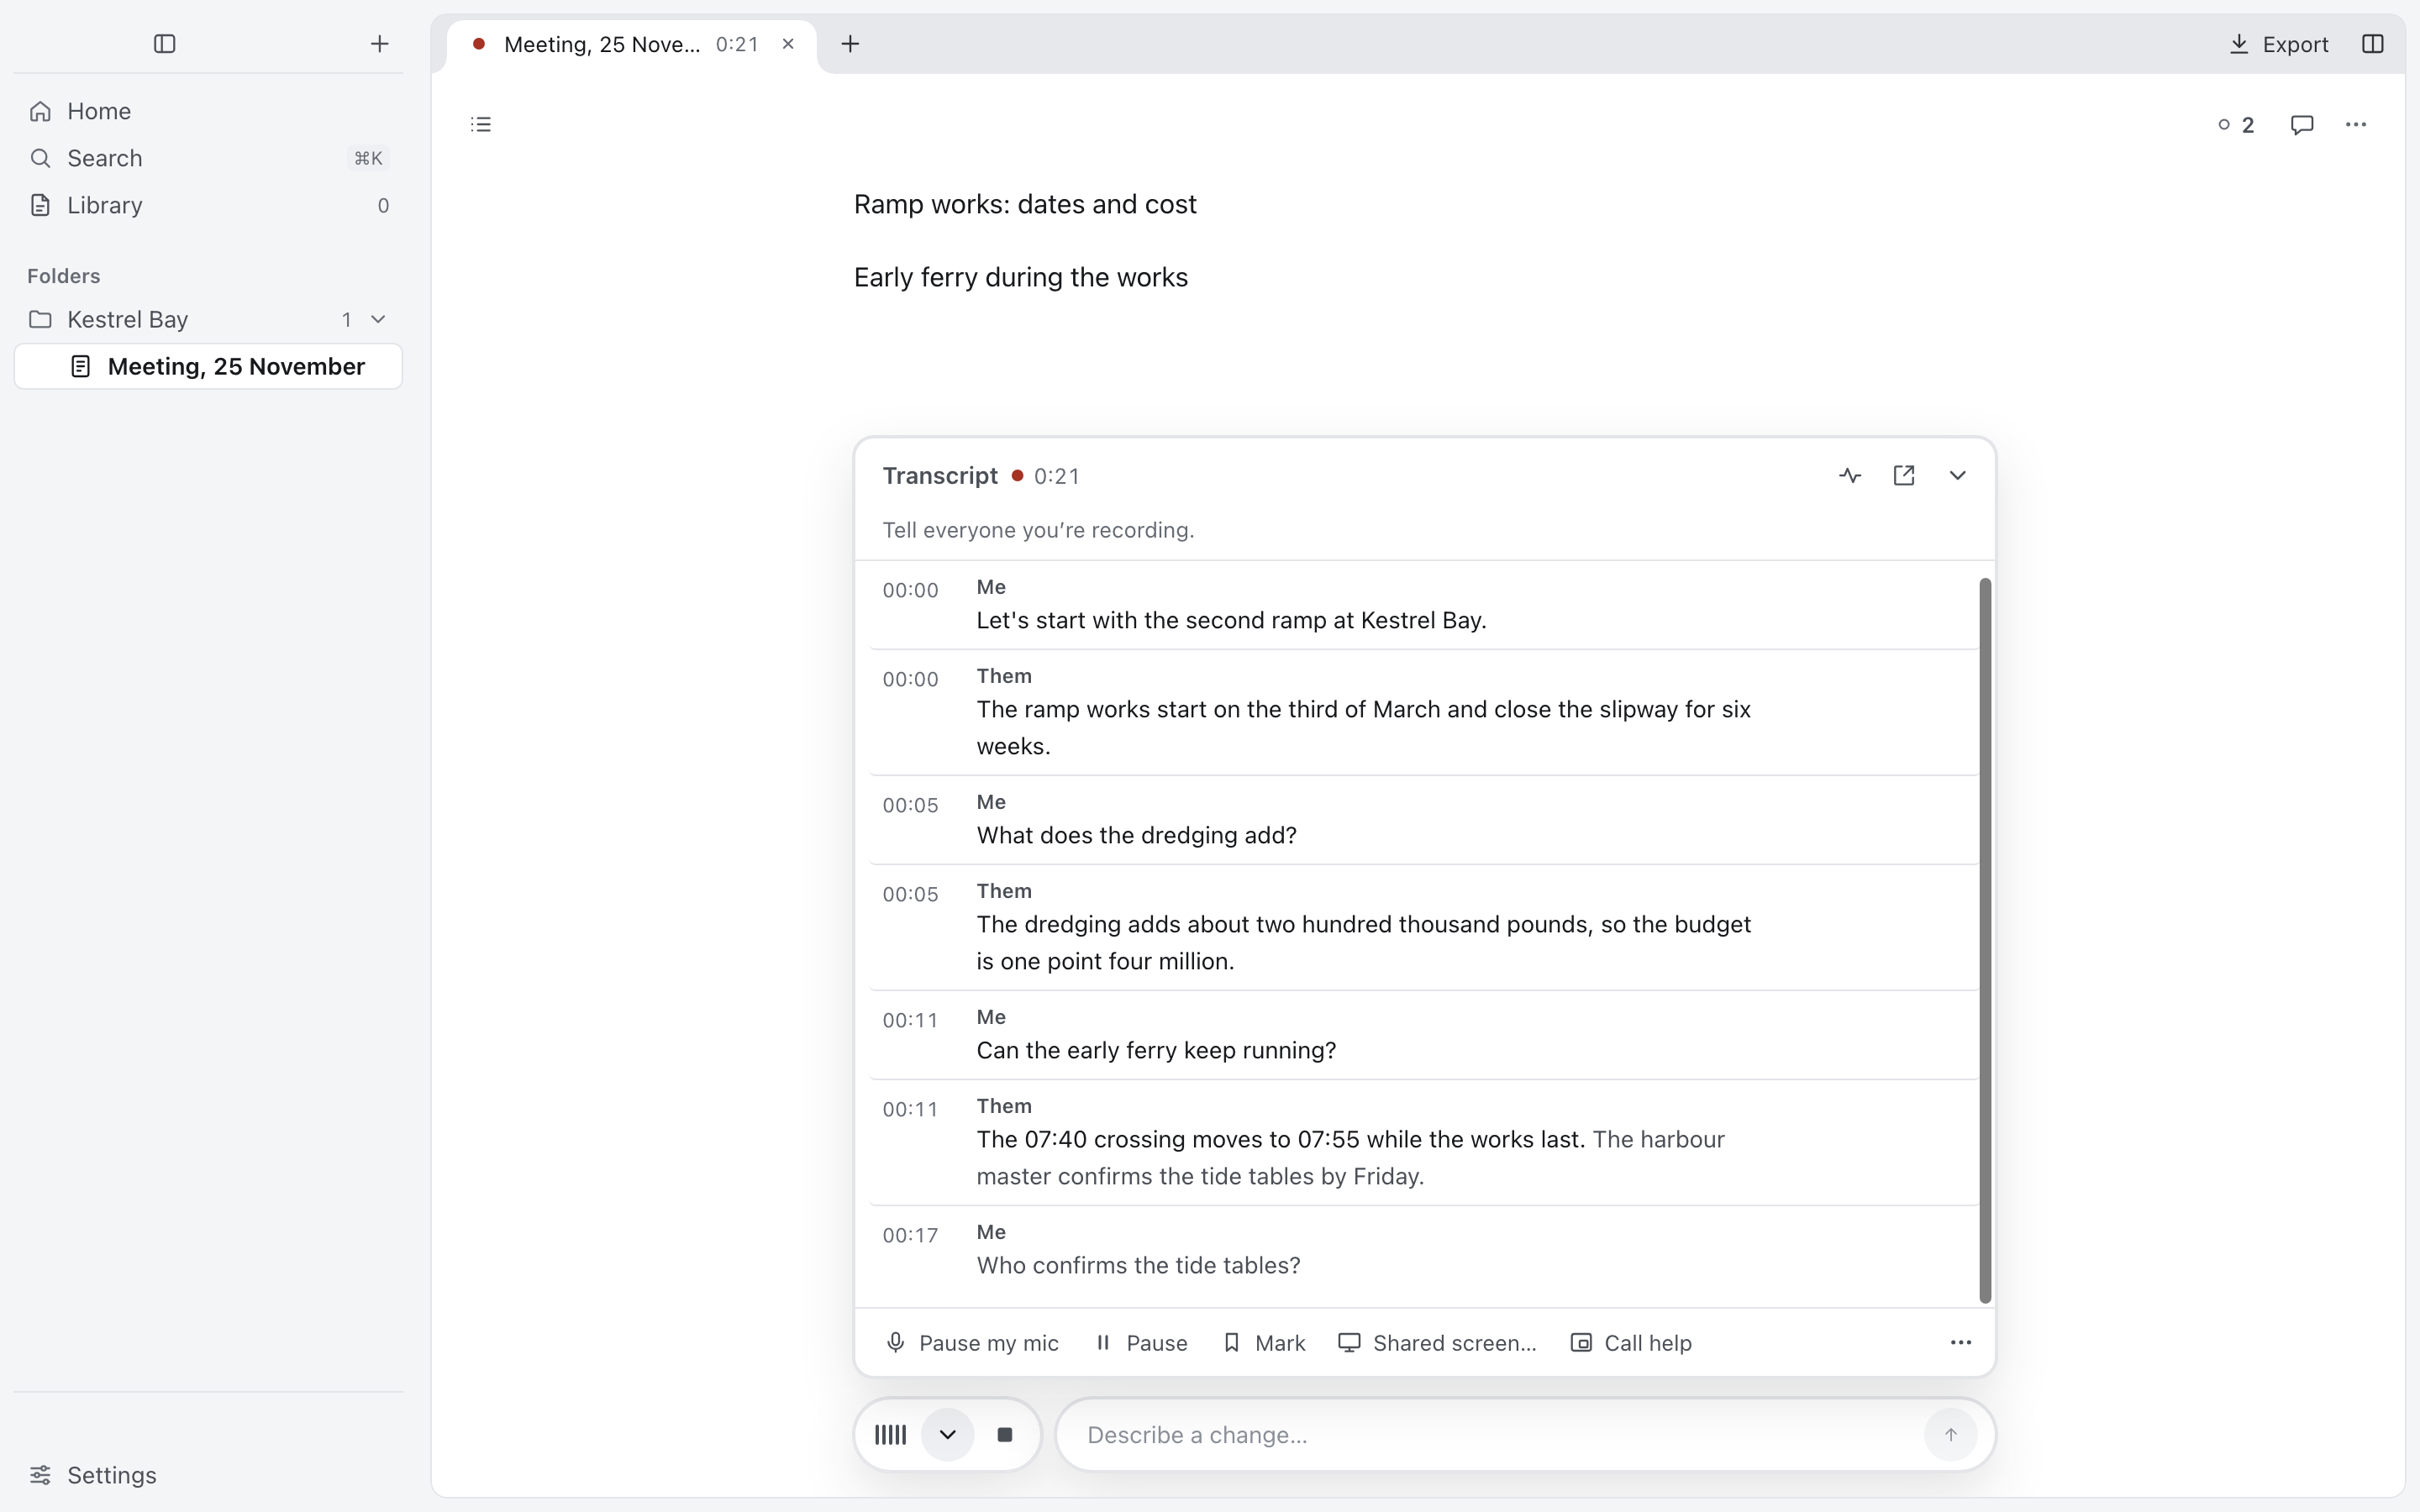 Home
Search ⌘K
Library 0
Folders
Kestrel Bay 1
Meeting, 25 November
Settings
Meeting, 25 Nove... 0:21
Export
2
Ramp works: dates and cost
Early ferry during the works
Transcript 0:21
Tell everyone you’re recording.
00:00 Me
Let's start with the second ramp at Kestrel Bay.
00:00 Them
The ramp works start on the third of March and close the slipway for six
weeks.
00:05 Me
What does the dredging add?
00:05 Them
The dredging adds about two hundred thousand pounds, so the budget
is one point four million.
00:11 Me
Can the early ferry keep running?
00:11 Them
The 07:40 crossing moves to 07:55 while the works last. The harbour
master confirms the tide tables by Friday.
00:17 Me
Who confirms the tide tables?
Pause my mic Pause Mark Shared screen... Call help
Describe a change...